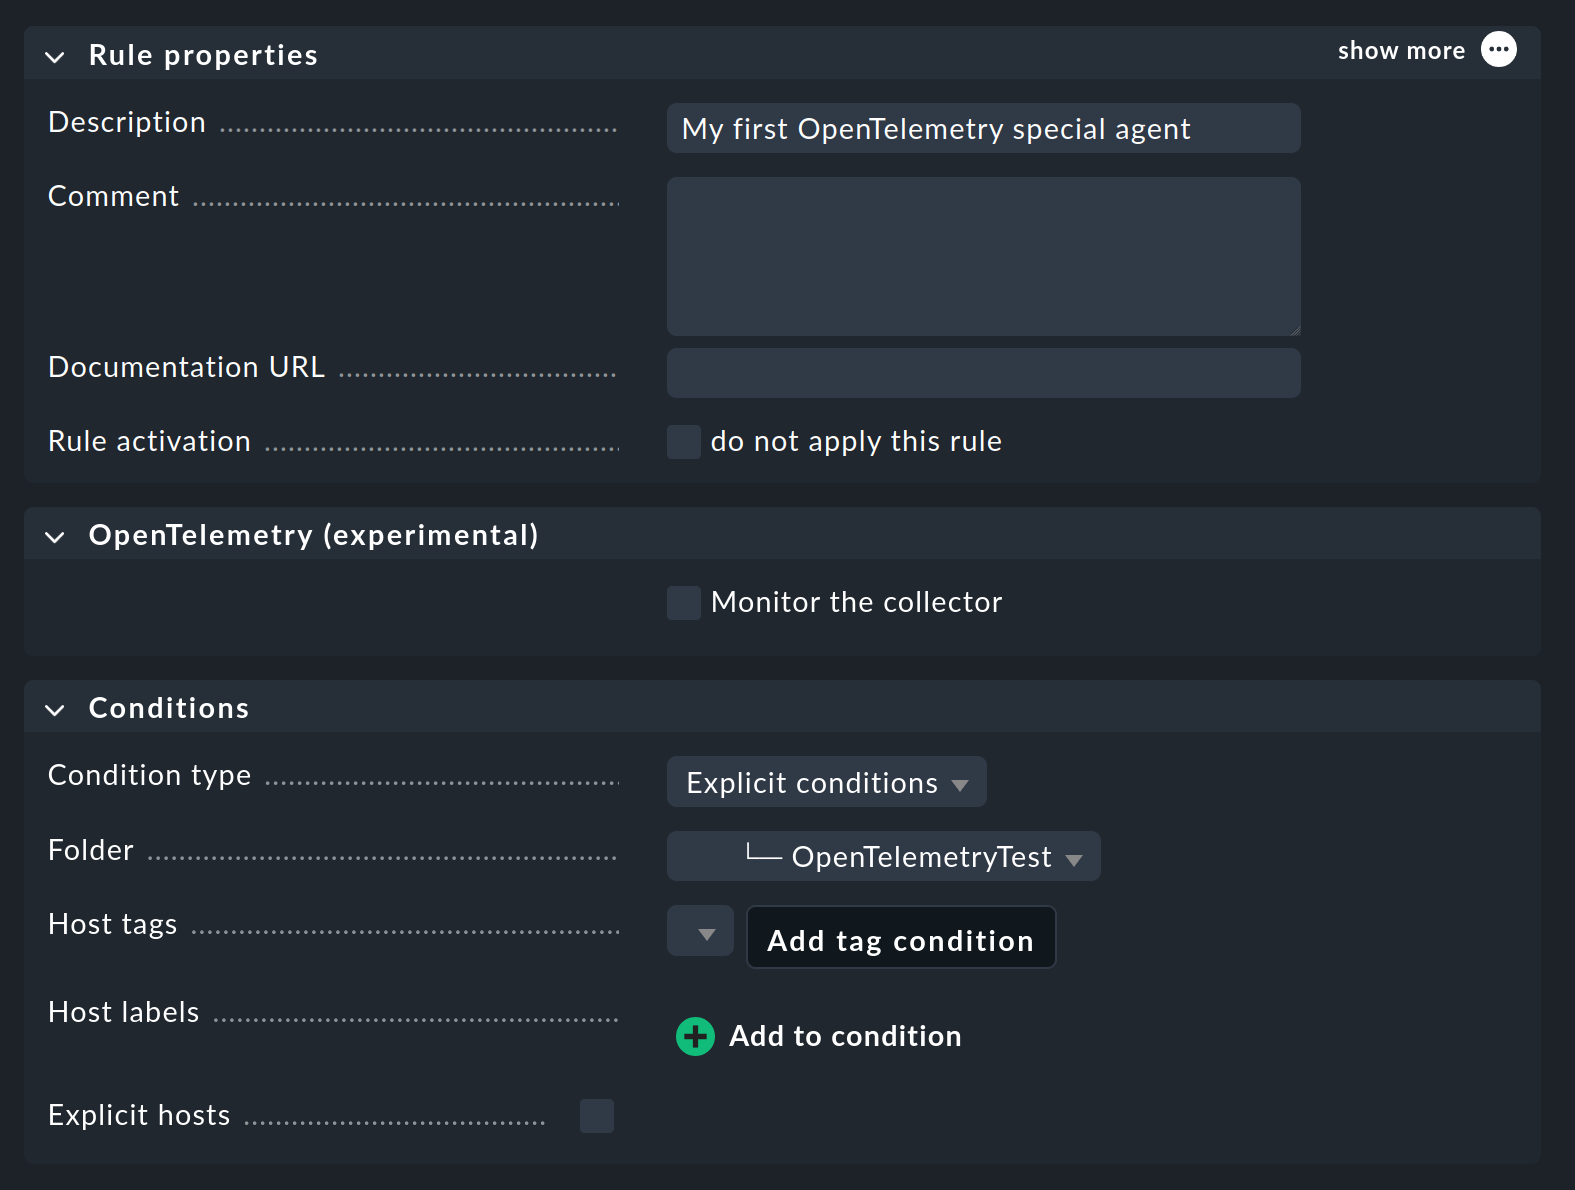 Rule properties
show more
Description
My first OpenTelemetry special agent
Comment
Documentation URL
Rule activation
do not apply this rule
OpenTelemetry (experimental)
Monitor the collector
Conditions
Condition type
Explicit conditions
Folder
└─ OpenTelemetryTest
Host tags
Add tag condition
Host labels
Add to condition
Explicit hosts